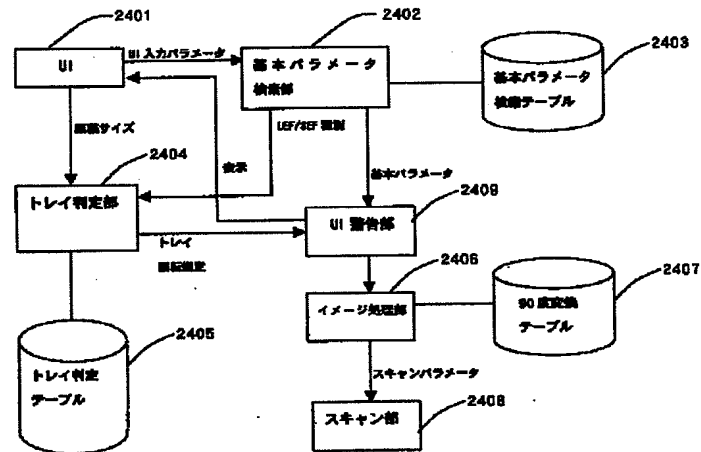 2401
2402
2403
UI
UI 入力パラメータ
基本パラメータ
検索部
基本パラメータ
検索テーブル
原稿サイズ
LEF/SEF 識別
2404
表示
基本パラメータ
2409
トレイ判定部
UI 警告部
トレイ
2406
2407
イメージ処理部
90 度変換
テーブル
2405
トレイ判定
テーブル
スキャンパラメータ
2408
スキャン部